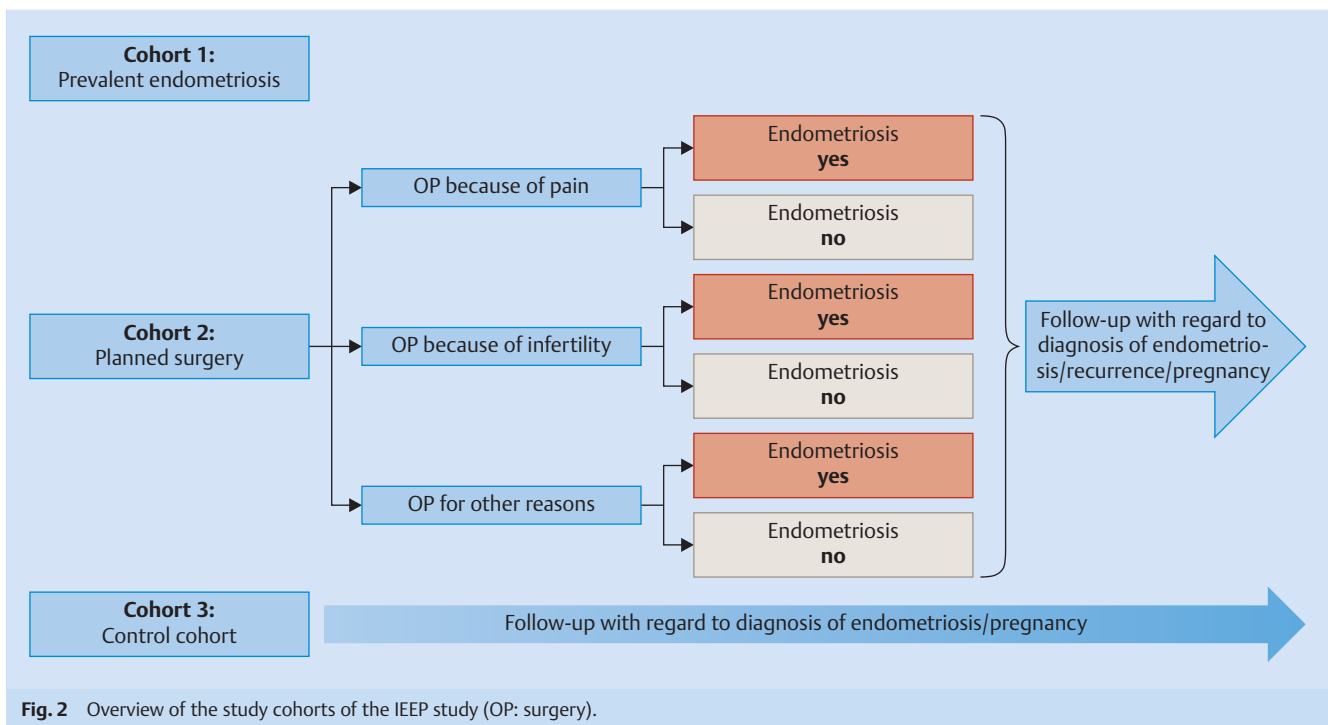 Cohort 1:
Prevalent endometriosis
Endometriosis
yes
OP because of pain
Endometriosis
no
Endometriosis
yes
Cohort 2:
Planned surgery
OP because of infertility
Endometriosis
no
Follow-up with regard to
diagnosis of endometrio-
sis/recurrence/pregnancy
Endometriosis
yes
OP for other reasons
Endometriosis
no
Cohort 3:
Control cohort
Follow-up with regard to diagnosis of endometriosis/pregnancy
Fig. 2 Overview of the study cohorts of the IEEP study (OP: surgery).